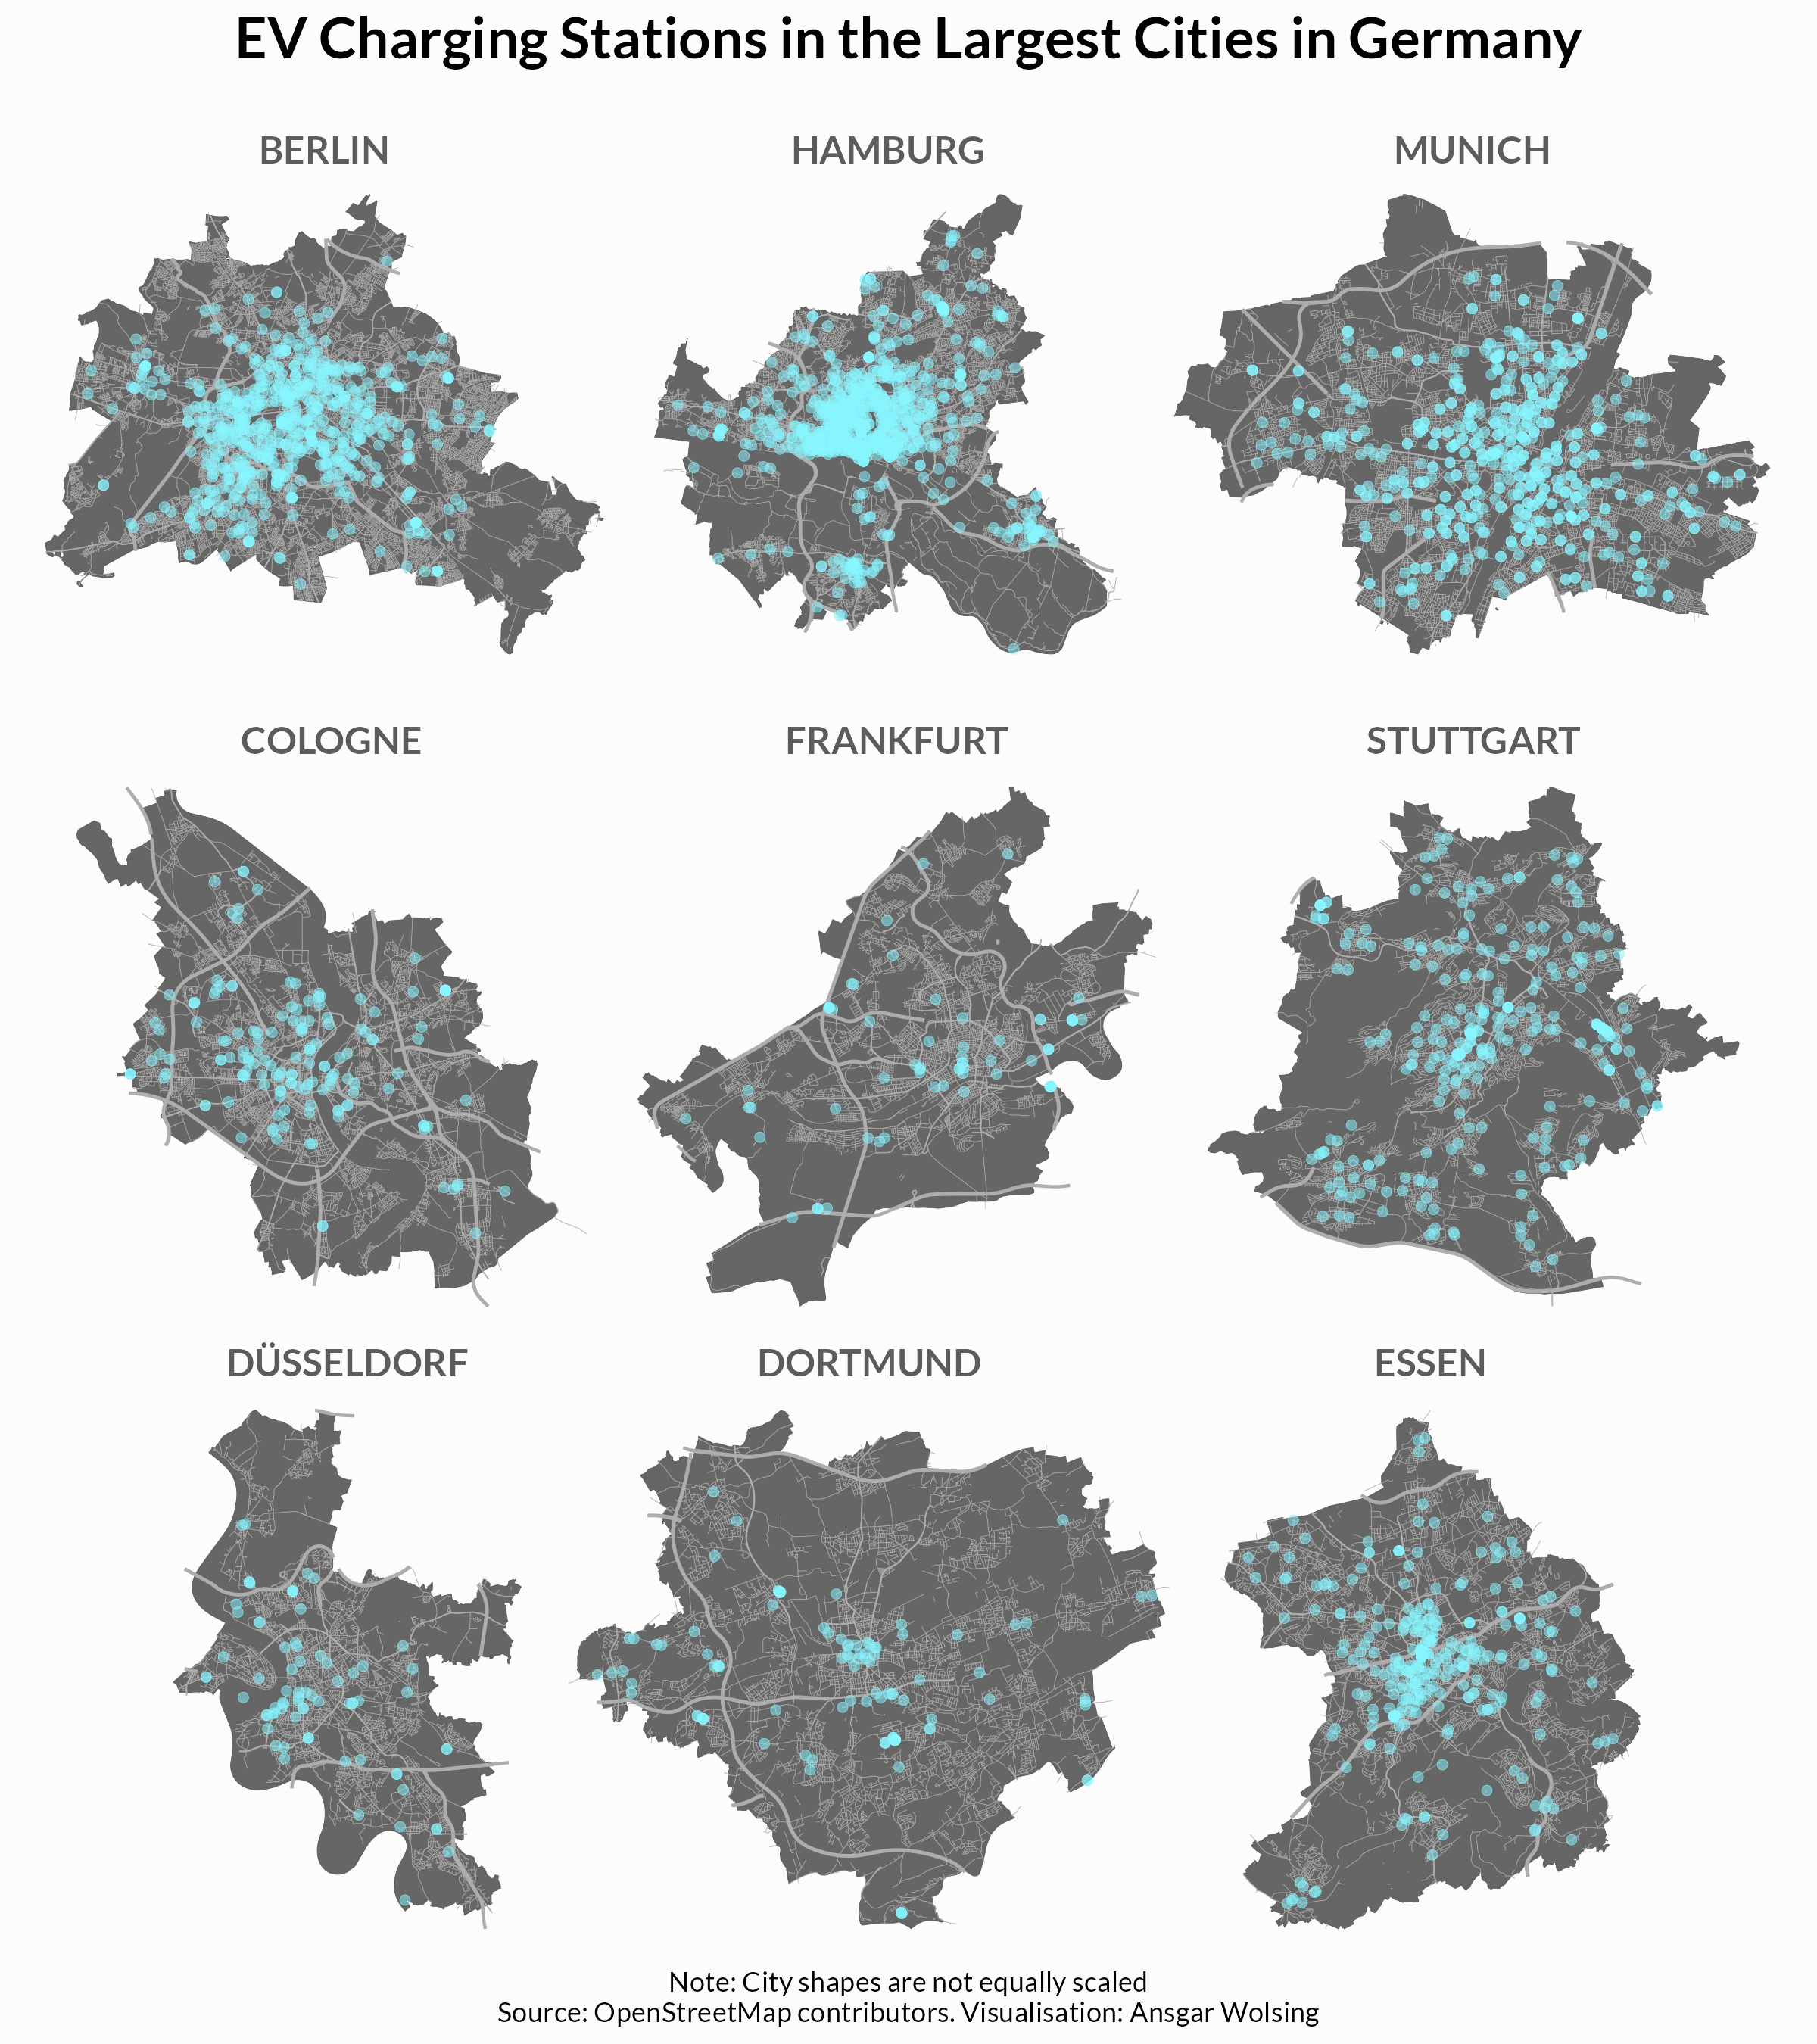 EV Charging Stations in the Largest Cities in Germany
BERLIN
HAMBURG
MUNICH
COLOGNE
FRANKFURT
STUTTGART
DÜSSELDORF
DORTMUND
ESSEN
Note: City shapes are not equally scaled
Source: OpenStreetMap contributors. Visualisation: Ansgar Wolsing